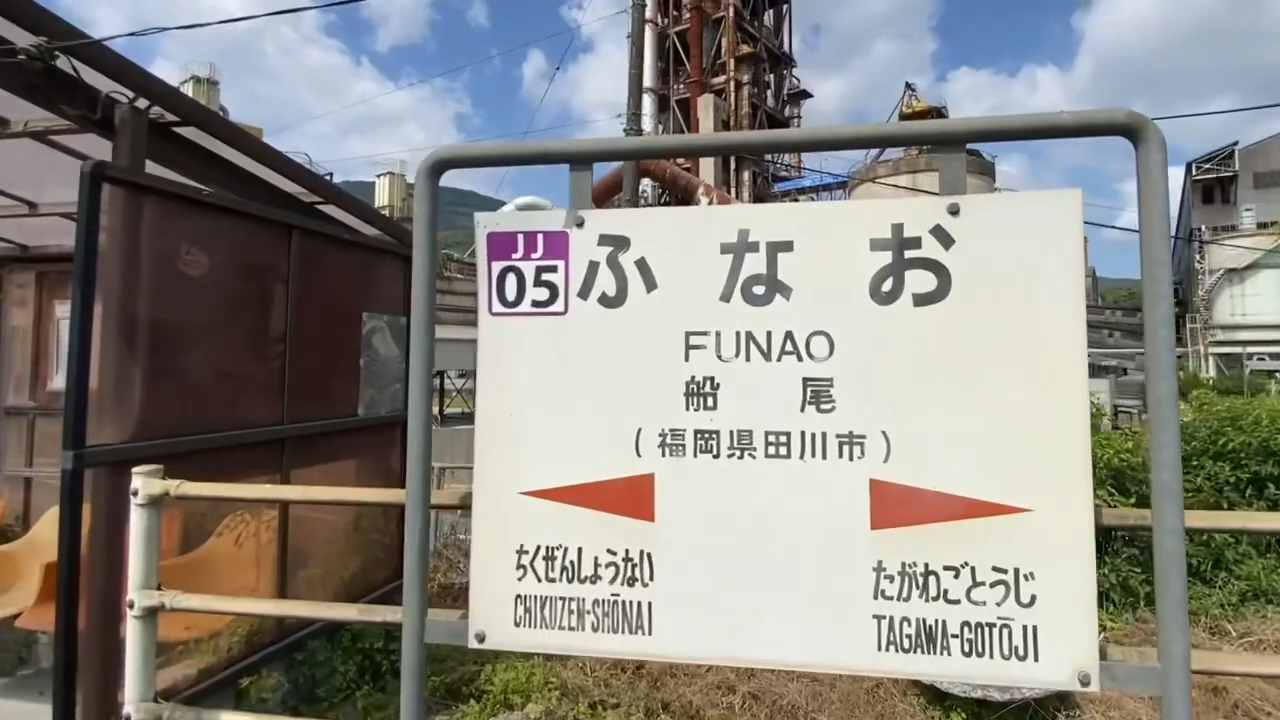 JJ
05
ふなお
FUNAO
船尾
(福岡県田川市)
ちくぜんしょうない
CHIKUZEN-SHŌNAI
たがわごとうじ
TAGAWA-GOTŌJI